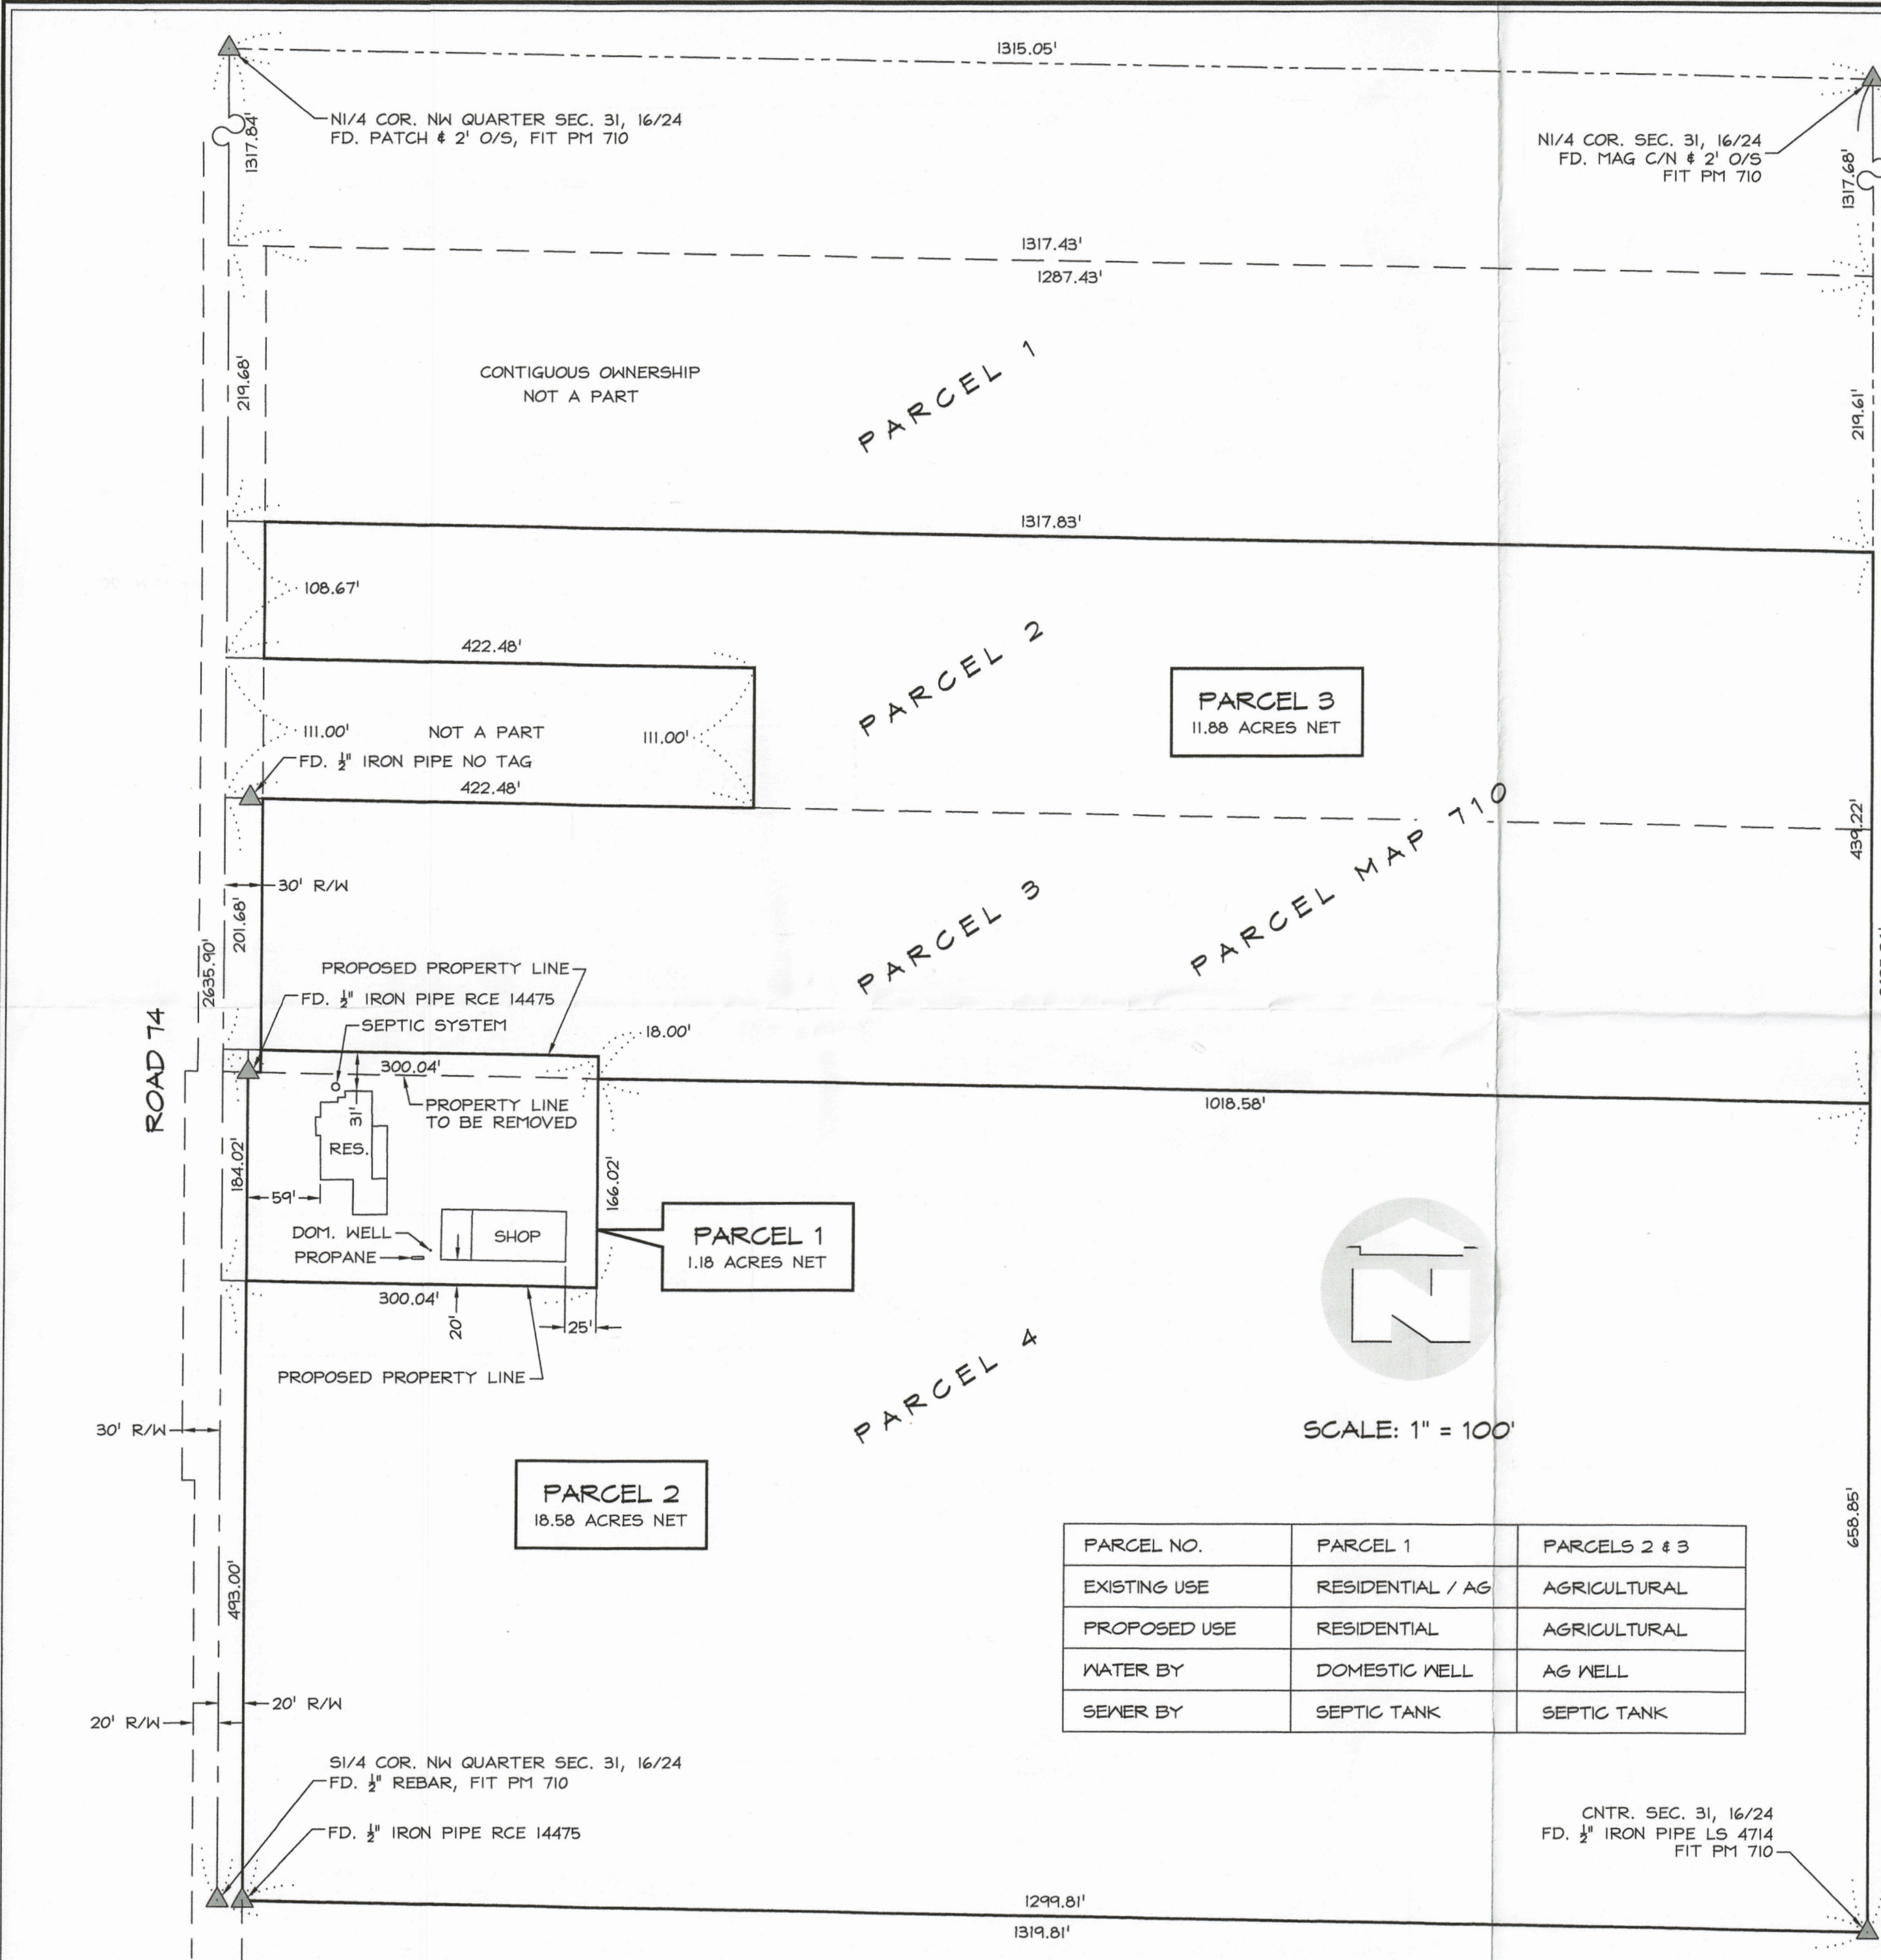 1315.05'
N1/4 COR. NW QUARTER SEC. 31, 16/24
FD. PATCH & 2' O/S, FIT PM 710
1317.84'
N1/4 COR. SEC. 31, 16/24
FD. MAG C/N & 2' O/S
FIT PM 710
1317.68'
1317.43'
1287.43'
219.68'
CONTIGUOUS OWNERSHIP
NOT A PART
PARCEL 1
219.61'
1317.83'
108.67'
422.48'
PARCEL 2
PARCEL 3
11.88 ACRES NET
111.00'
NOT A PART
111.00'
FD. ½" IRON PIPE NO TAG
422.48'
PARCEL MAP 710
439.22'
30' R/W
201.68'
PARCEL 3
2635.90'
PROPOSED PROPERTY LINE
FD. ½" IRON PIPE RCE 14475
SEPTIC SYSTEM
18.00'
ROAD 74
300.04'
PROPERTY LINE
TO BE REMOVED
31'
RES.
1018.58'
184.02'
59'
166.02'
DOM. WELL
PROPANE
SHOP
PARCEL 1
1.18 ACRES NET
300.04'
20'
25'
PROPOSED PROPERTY LINE
PARCEL 4
N
30' R/W
SCALE: 1" = 100'
PARCEL 2
18.58 ACRES NET
658.85'
493.00'
PARCEL NO. PARCEL 1 PARCELS 2 & 3
EXISTING USE RESIDENTIAL / AG AGRICULTURAL
PROPOSED USE RESIDENTIAL AGRICULTURAL
WATER BY DOMESTIC WELL AG WELL
SEWER BY SEPTIC TANK SEPTIC TANK
20' R/W
20' R/W
S1/4 COR. NW QUARTER SEC. 31, 16/24
FD. ½" REBAR, FIT PM 710
FD. ½" IRON PIPE RCE 14475
CNTR. SEC. 31, 16/24
FD. ½" IRON PIPE LS 4714
FIT PM 710
1299.81'
1319.81'